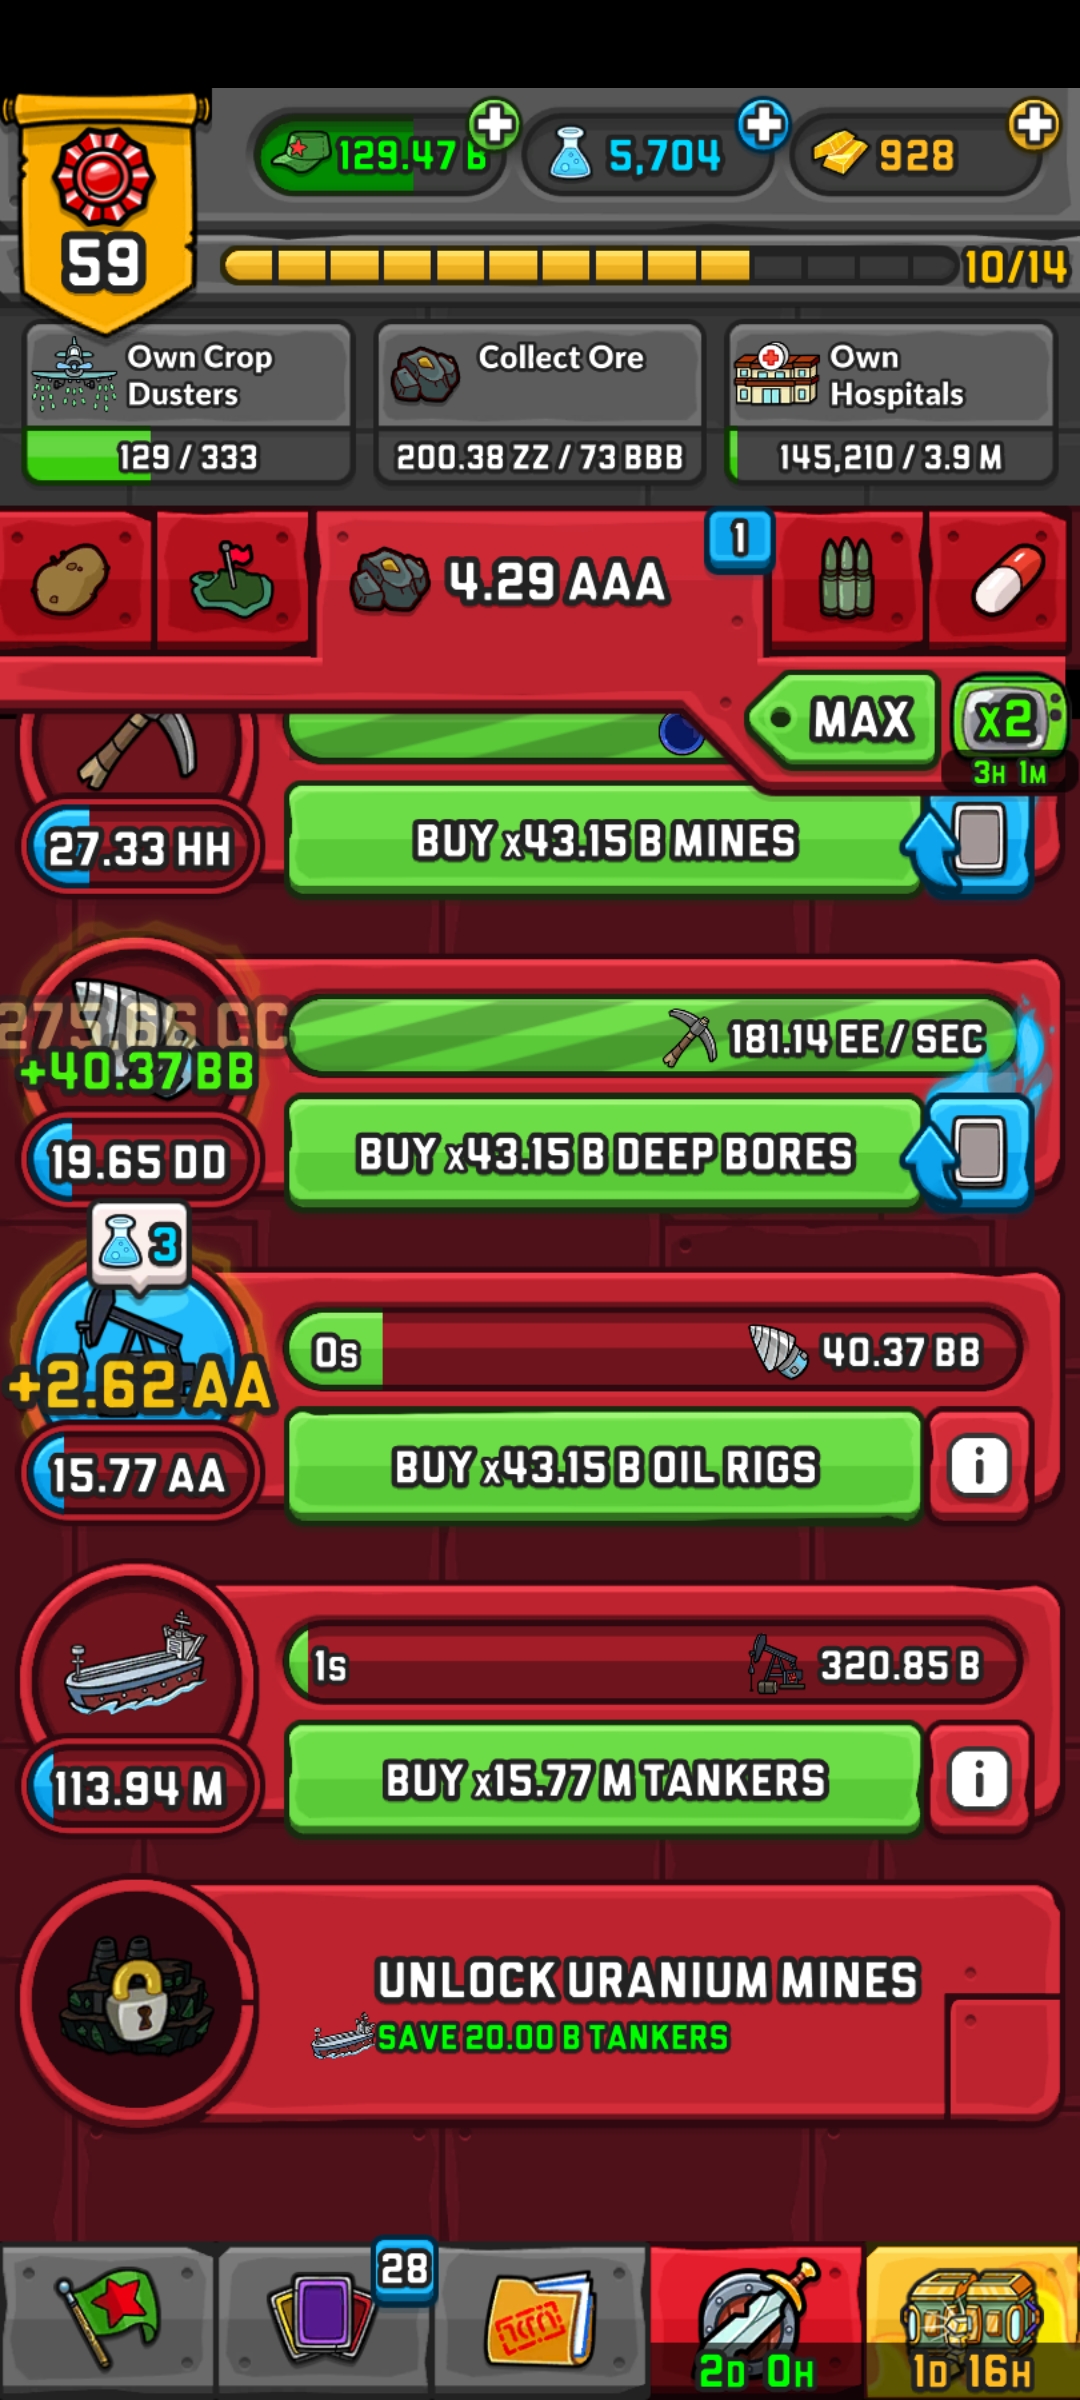 129.47 B
5,704
928
59
10/14
Own Crop
Dusters
129 / 333
Collect Ore
200.38 ZZ / 73 BBB
Own
Hospitals
145,210 / 3.9 M
4.29 AAA
1
MAX
x2
3H 1M
27.33 HH
BUY x43.15 B MINES
275.66 CC
+40.37 BB
181.14 EE / SEC
19.65 DD
BUY x43.15 B DEEP BORES
3
+2.62 AA
0s
40.37 BB
15.77 AA
BUY x43.15 B OIL RIGS
i
1s
320.85 B
113.94 M
BUY x15.77 M TANKERS
i
UNLOCK URANIUM MINES
SAVE 20.00 B TANKERS
28
2D 0H
1D 16H